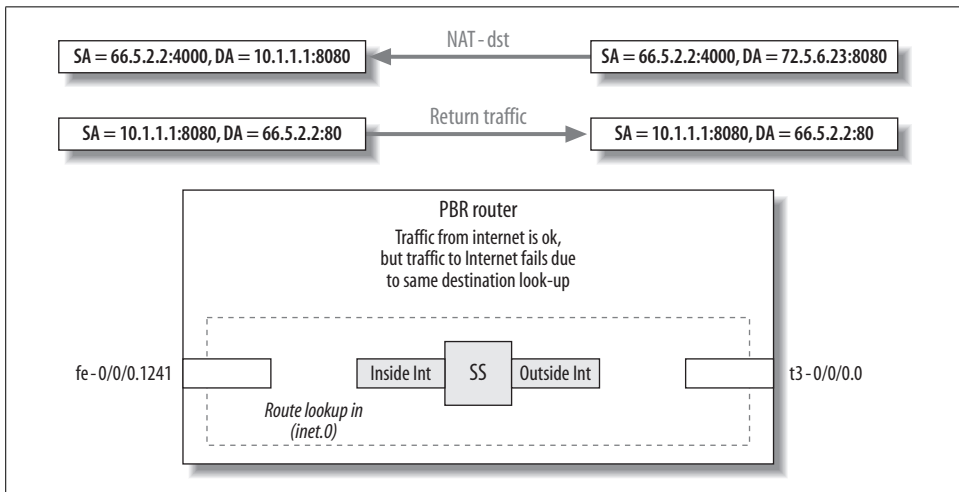 NAT-dst
SA = 66.5.2.2:4000, DA = 10.1.1.1:8080
SA = 66.5.2.2:4000, DA = 72.5.6.23:8080
Return traffic
SA = 10.1.1.1:8080, DA = 66.5.2.2:80
SA = 10.1.1.1:8080, DA = 66.5.2.2:80
PBR router
Traffic from internet is ok,
but traffic to Internet fails due
to same destination look-up
fe-0/0/0.1241
Inside Int
SS
Outside Int
t3-0/0/0.0
Route lookup in
(inet.0)